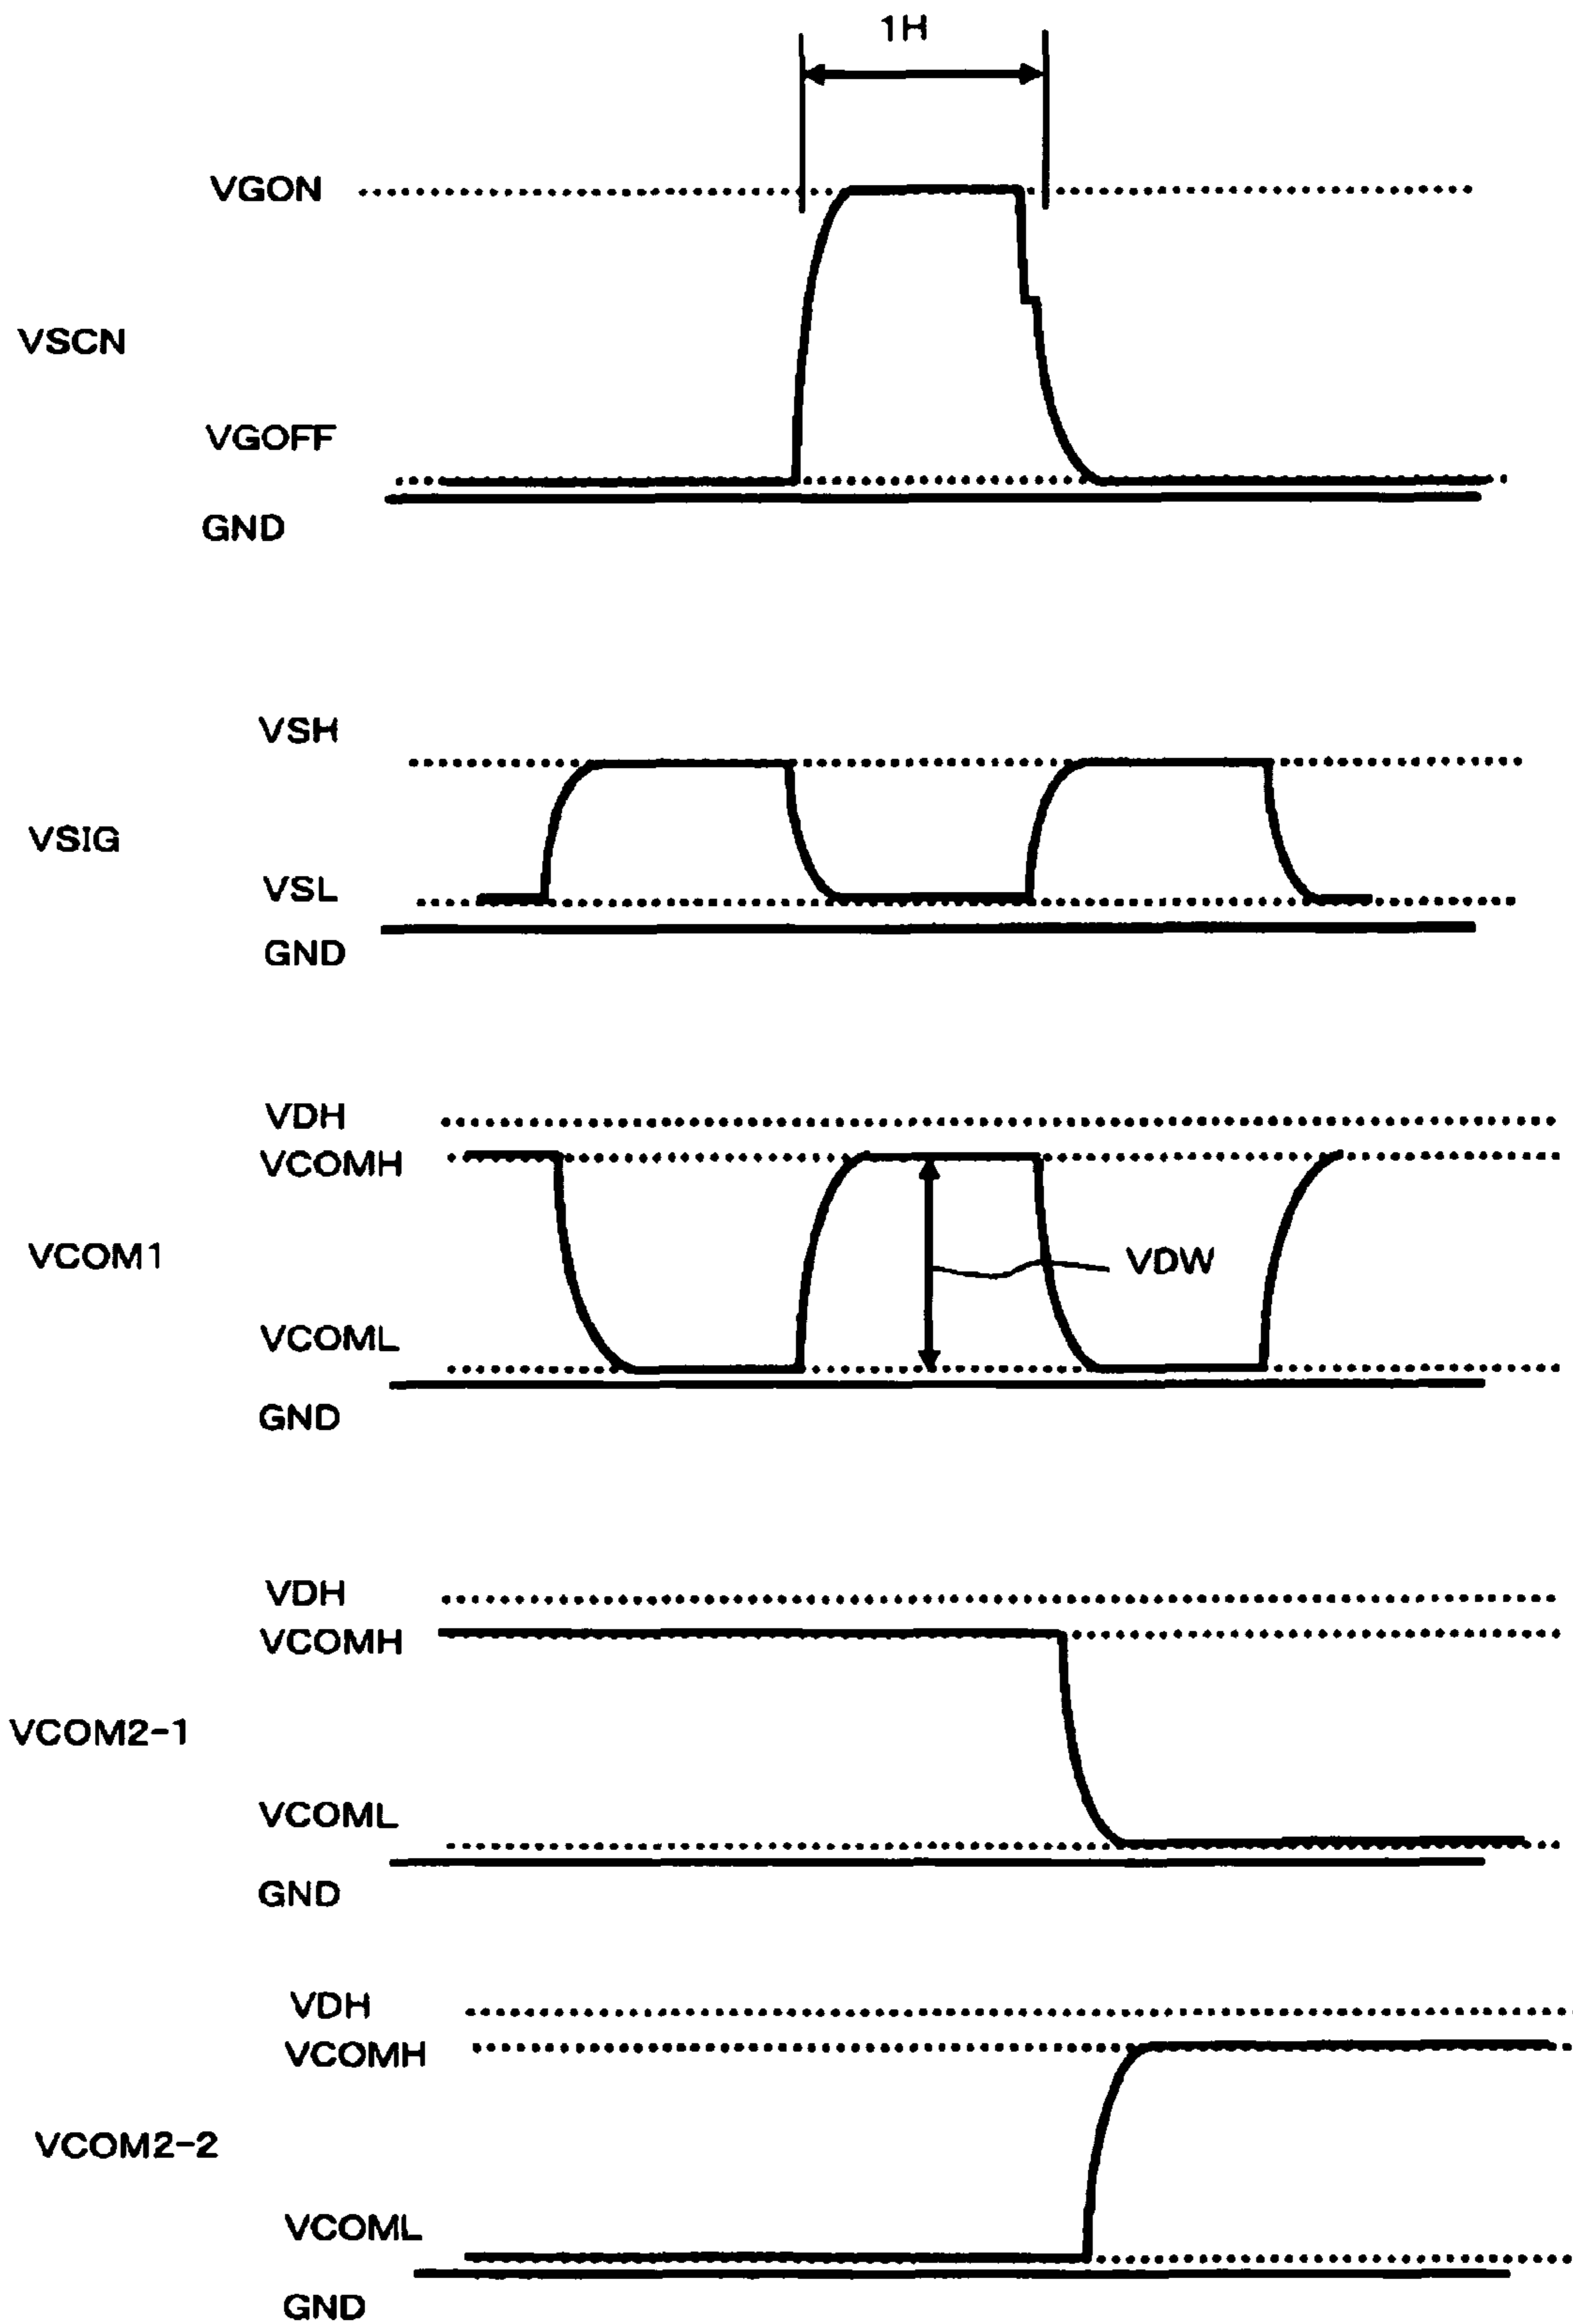 1H
VGON
VSCN
VGOFF
GND
VSH
VSIG
VSL
GND
VDH
VCOMH
VCOM1
VDW
VCOML
GND
VDH
VCOMH
VCOM2-1
VCOML
GND
VDH
VCOMH
VCOM2-2
VCOML
GND